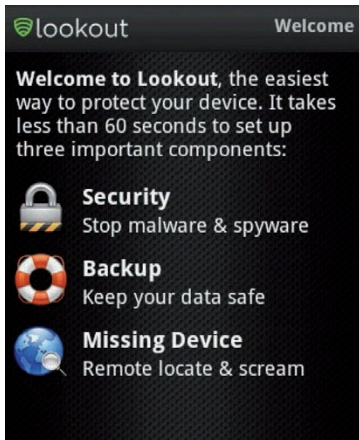 lookout Welcome
Welcome to Lookout, the easiest
way to protect your device. It takes
less than 60 seconds to set up
three important components:
Security
Stop malware & spyware
Backup
Keep your data safe
Missing Device
Remote locate & scream